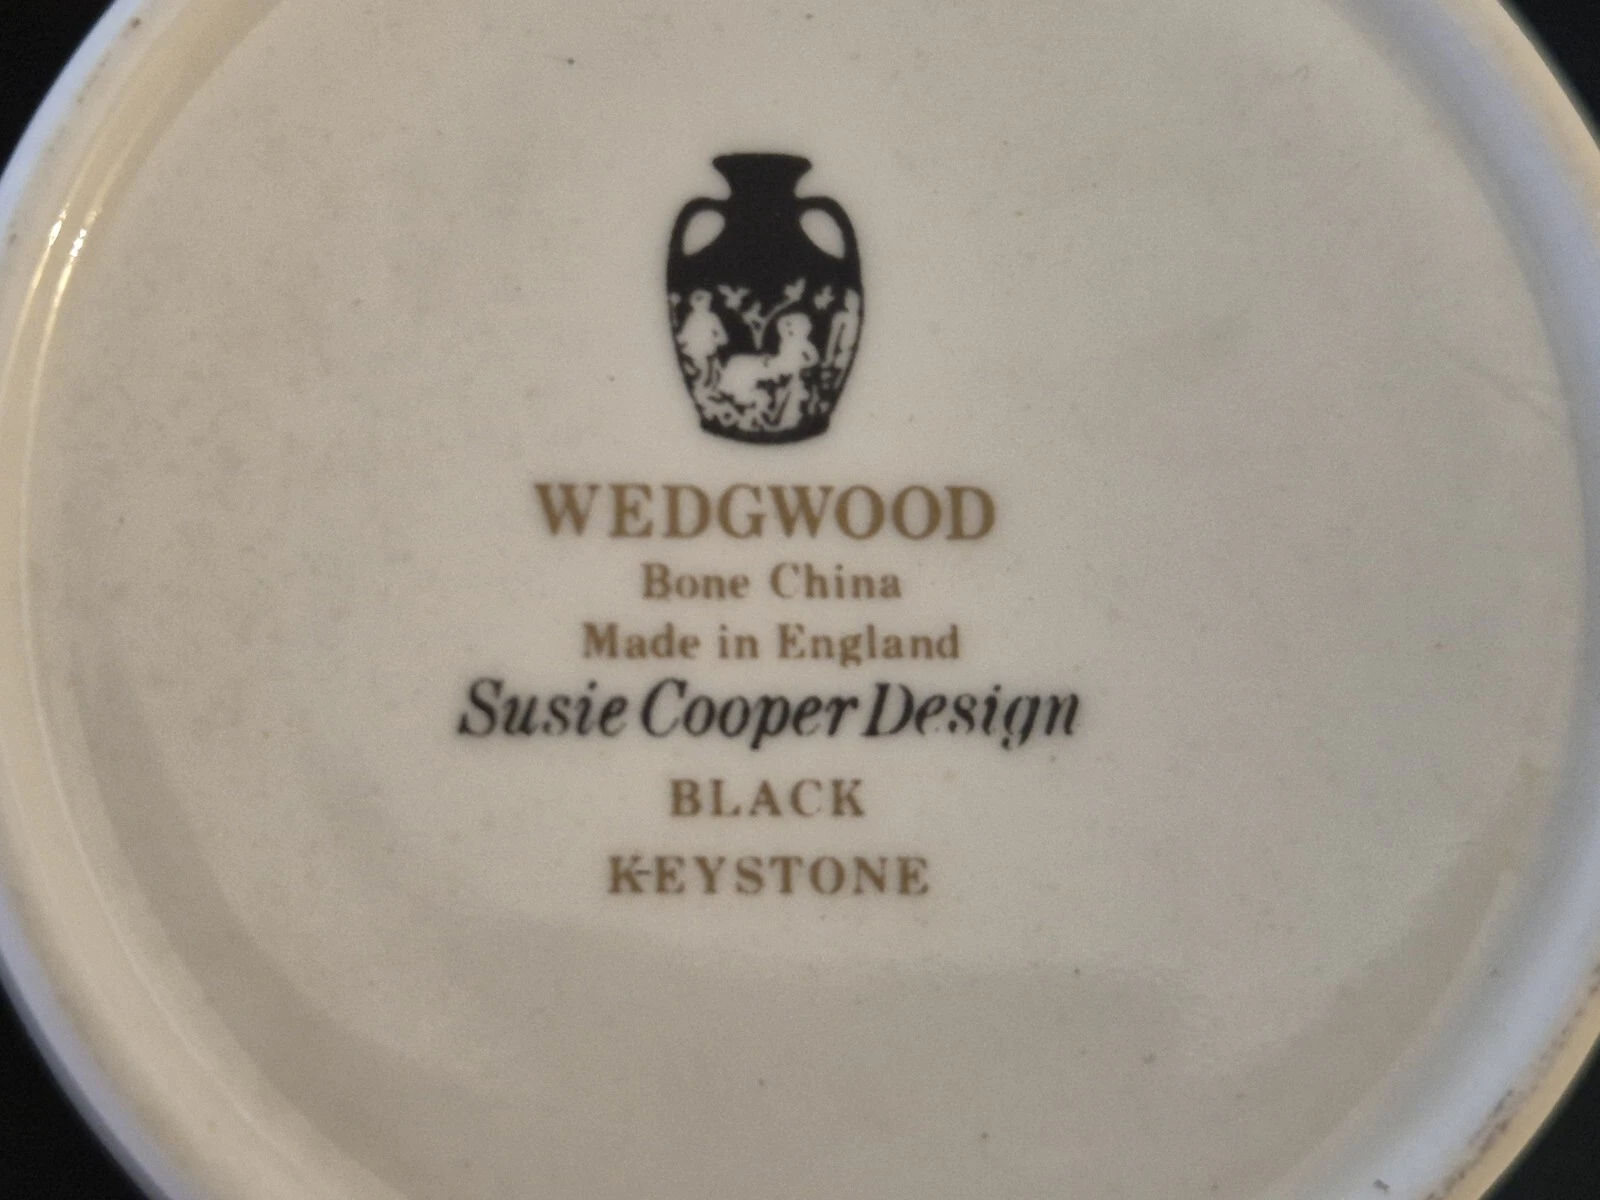 WEDGWOOD
Bone China
Made in England
Susie Cooper Design
BLACK
KEYSTONE